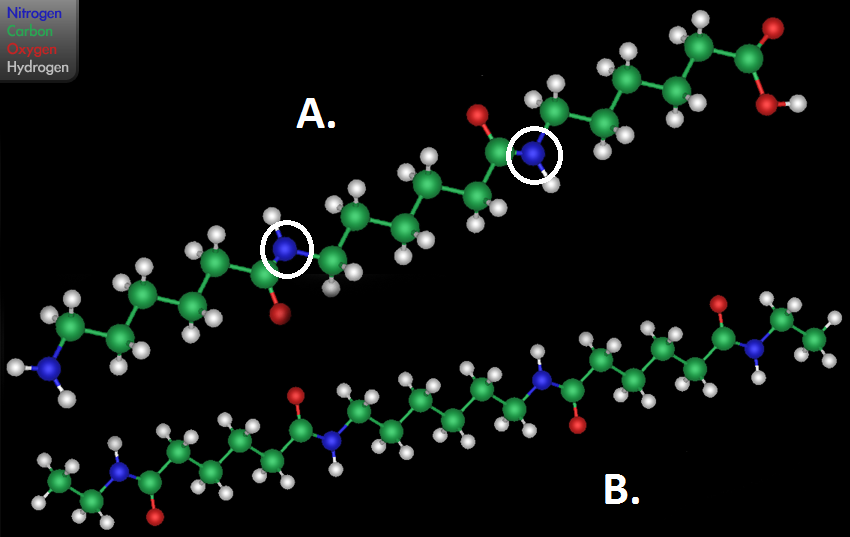 Nitrogen
Carbon
Oxygen
Hydrogen
A.
B.